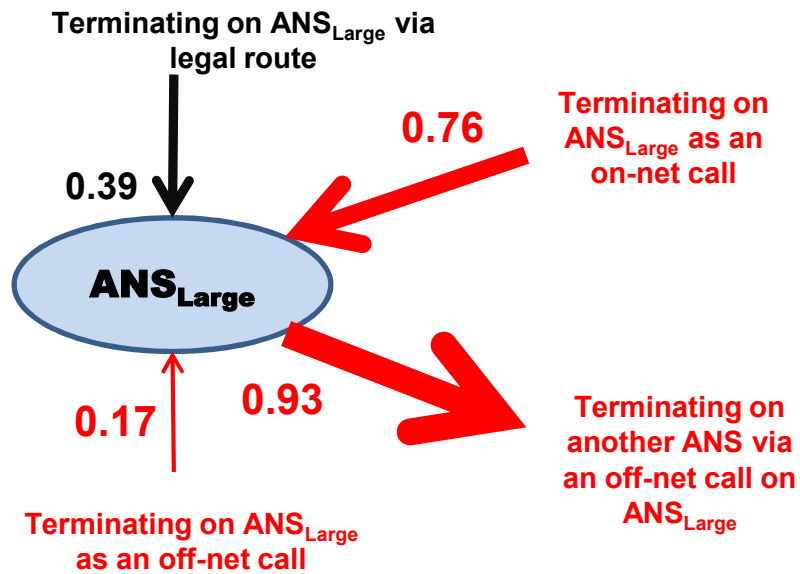 Terminating on ANSLarge via
legal route
0.39
0.76
Terminating on
ANSLarge as an
on-net call
ANSLarge
0.17
0.93
Terminating on
another ANS via
an off-net call on
ANSLarge
Terminating on ANSLarge
as an off-net call